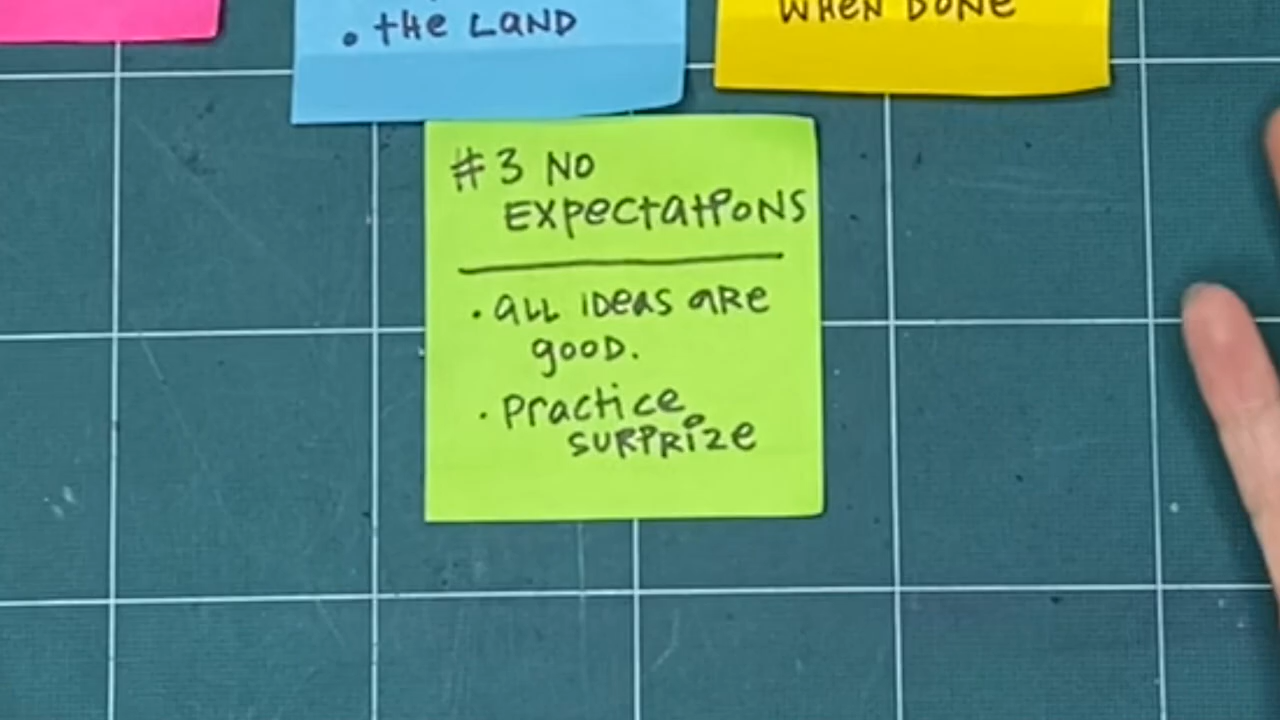 • the LAND
WHEN DONE
#3 NO
EXPectatioNS
• aLL IDeas aRe
gooD.
• Practice
SURPRiZe